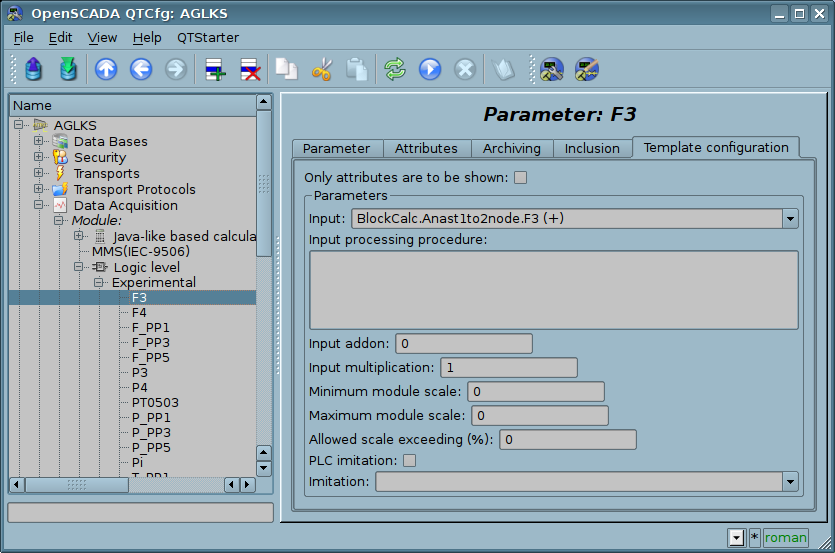 OpenSCADA QTCfg: AGLKS
File Edit View Help QTStarter
Name
AGLKS
Data Bases
Security
Transports
Transport Protocols
Data Acquisition
Module:
Java-like based calcula
MMS(IEC-9506)
Logic level
Experimental
F3
F4
F_PP1
F_PP3
F_PP5
P3
P4
PT0503
P_PP1
P_PP3
P_PP5
Pi
T_PP1
Parameter: F3
Parameter Attributes Archiving Inclusion Template configuration
Only attributes are to be shown:
Parameters
Input: BlockCalc.Anast1to2node.F3 (+)
Input processing procedure:
Input addon: 0
Input multiplication: 1
Minimum module scale: 0
Maximum module scale: 0
Allowed scale exceeding (%): 0
PLC imitation:
Imitation:
* roman